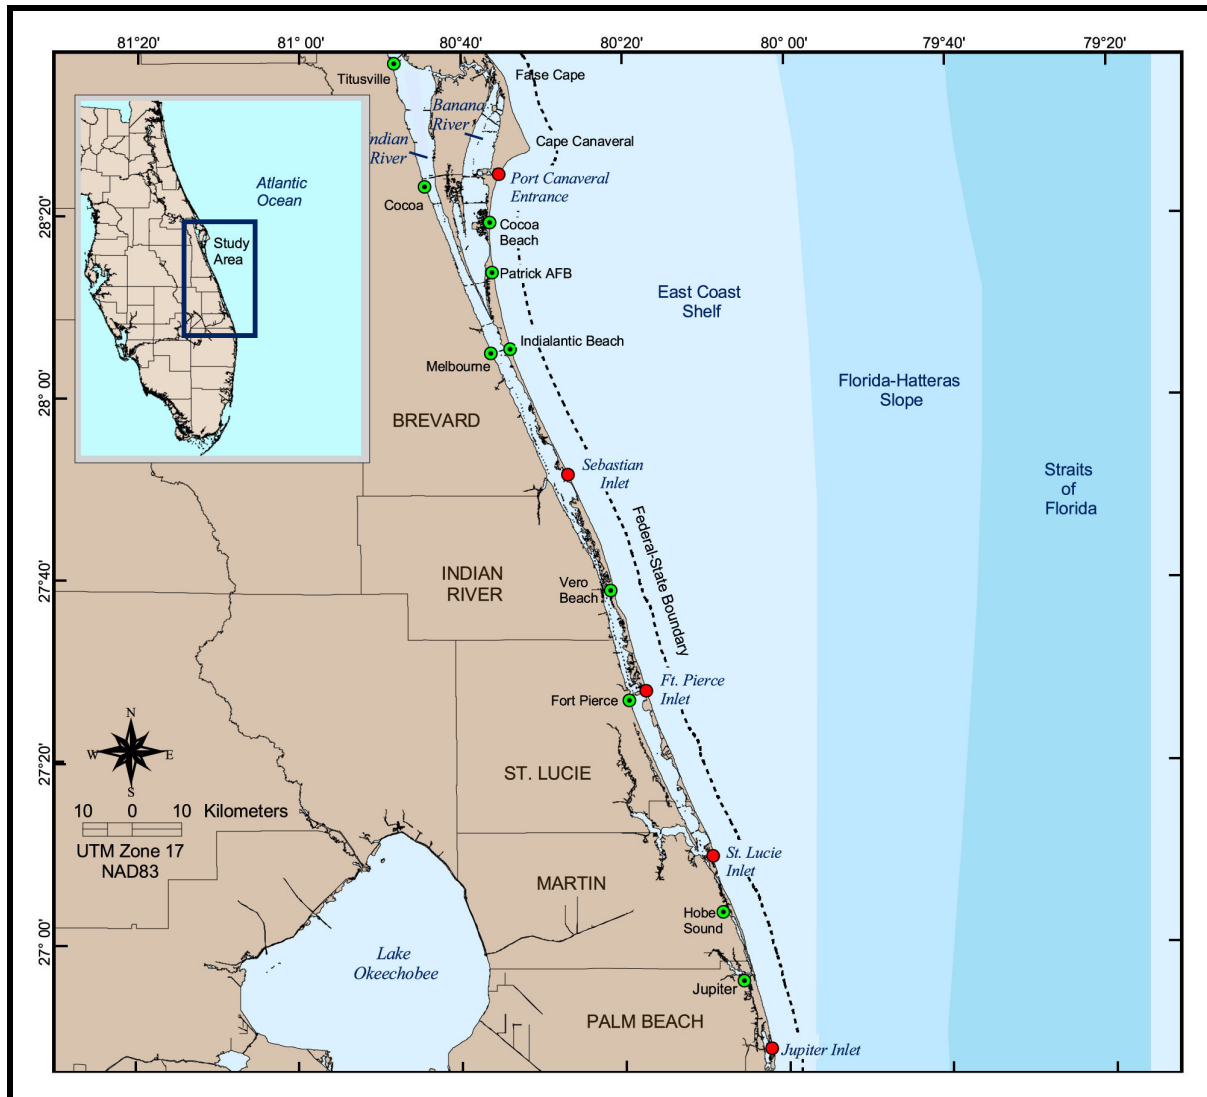 81°20'
81° 00'
80°40'
80°20'
80° 00'
79°40'
79°20'
Titusville
False Cape
Banana
River
Indian
River
Cape Canaveral
Port Canaveral
Entrance
Cocoa
Cocoa
Beach
Patrick AFB
Indialantic Beach
Melbourne
Atlantic
Ocean
Study
Area
28°20'
28° 00'
27°40'
27°20'
27° 00'
East Coast
Shelf
Florida-Hatteras
Slope
Straits
of
Florida
BREVARD
Sebastian
Inlet
Federal-State Boundary
INDIAN
RIVER
Vero
Beach
Ft. Pierce
Inlet
Fort Pierce
ST. LUCIE
N
W
E
S
10 0 10 Kilometers
UTM Zone 17
NAD83
St. Lucie
Inlet
MARTIN
Hobe
Sound
Lake
Okeechobee
Jupiter
PALM BEACH
Jupiter Inlet